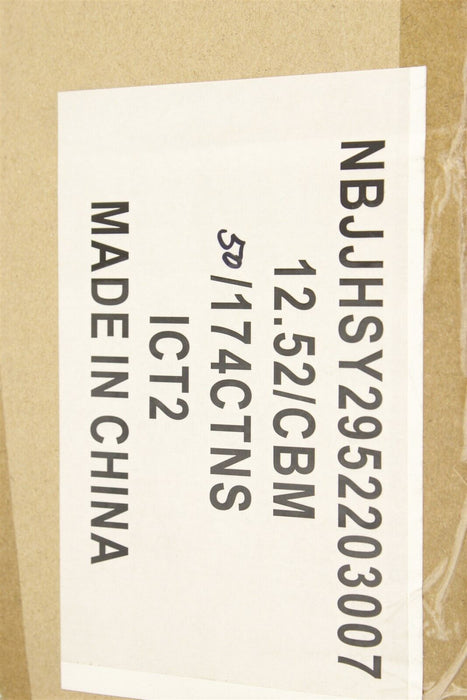 NBJJHSY2952203007
12.52/CBM
50/174CTNS
ICT2
MADE IN CHINA